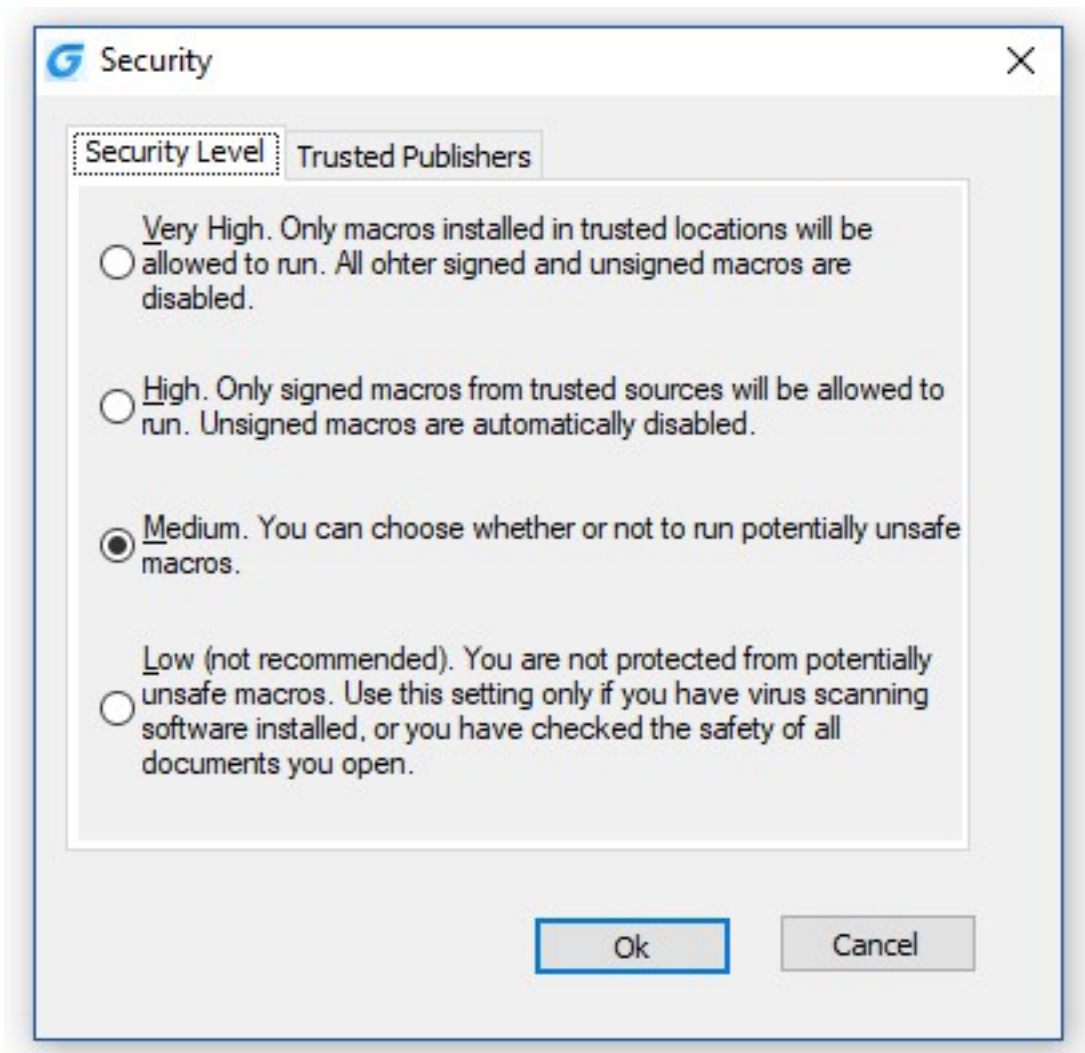 Security
Security Level Trusted Publishers
Very High. Only macros installed in trusted locations will be
allowed to run. All ohter signed and unsigned macros are
disabled.
High. Only signed macros from trusted sources will be allowed to
run. Unsigned macros are automatically disabled.
Medium. You can choose whether or not to run potentially unsafe
macros.
Low (not recommended). You are not protected from potentially
unsafe macros. Use this setting only if you have virus scanning
software installed, or you have checked the safety of all
documents you open.
Ok Cancel